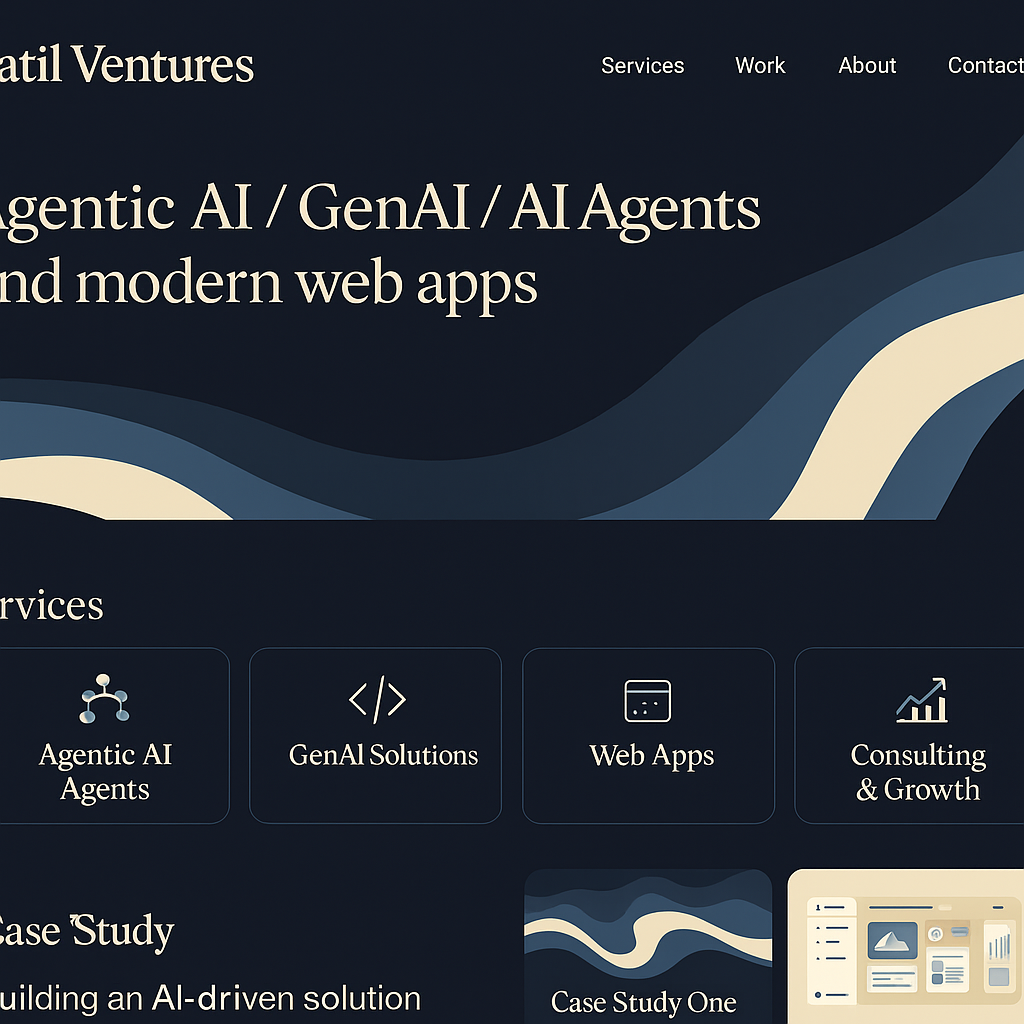 atil Ventures
Services Work About Contact
Agentic AI / GenAI / AI Agents
nd modern web apps
rvices
Agentic AI
Agents
GenAI Solutions
Web Apps
Consulting
& Growth
Case Study
uilding an AI-driven solution
Case Study One